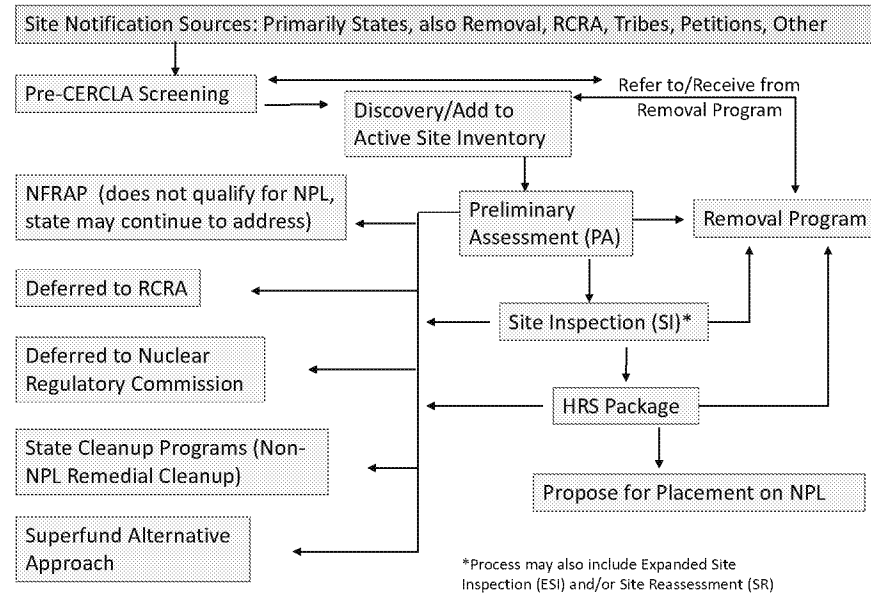 Site Notification Sources: Primarily States, also Removal, RCRA, Tribes, Petitions, Other
Pre-CERCLA Screening
Refer to/Receive from
Removal Program
Discovery/Add to
Active Site Inventory
NFRAP (does not qualify for NPL,
state may continue to address)
Preliminary
Assessment (PA)
Removal Program
Deferred to RCRA
Site Inspection (SI)*
Deferred to Nuclear
Regulatory Commission
HRS Package
State Cleanup Programs (Non-
NPL Remedial Cleanup)
Propose for Placement on NPL
Superfund Alternative
Approach
*Process may also include Expanded Site
Inspection (ESI) and/or Site Reassessment (SR)